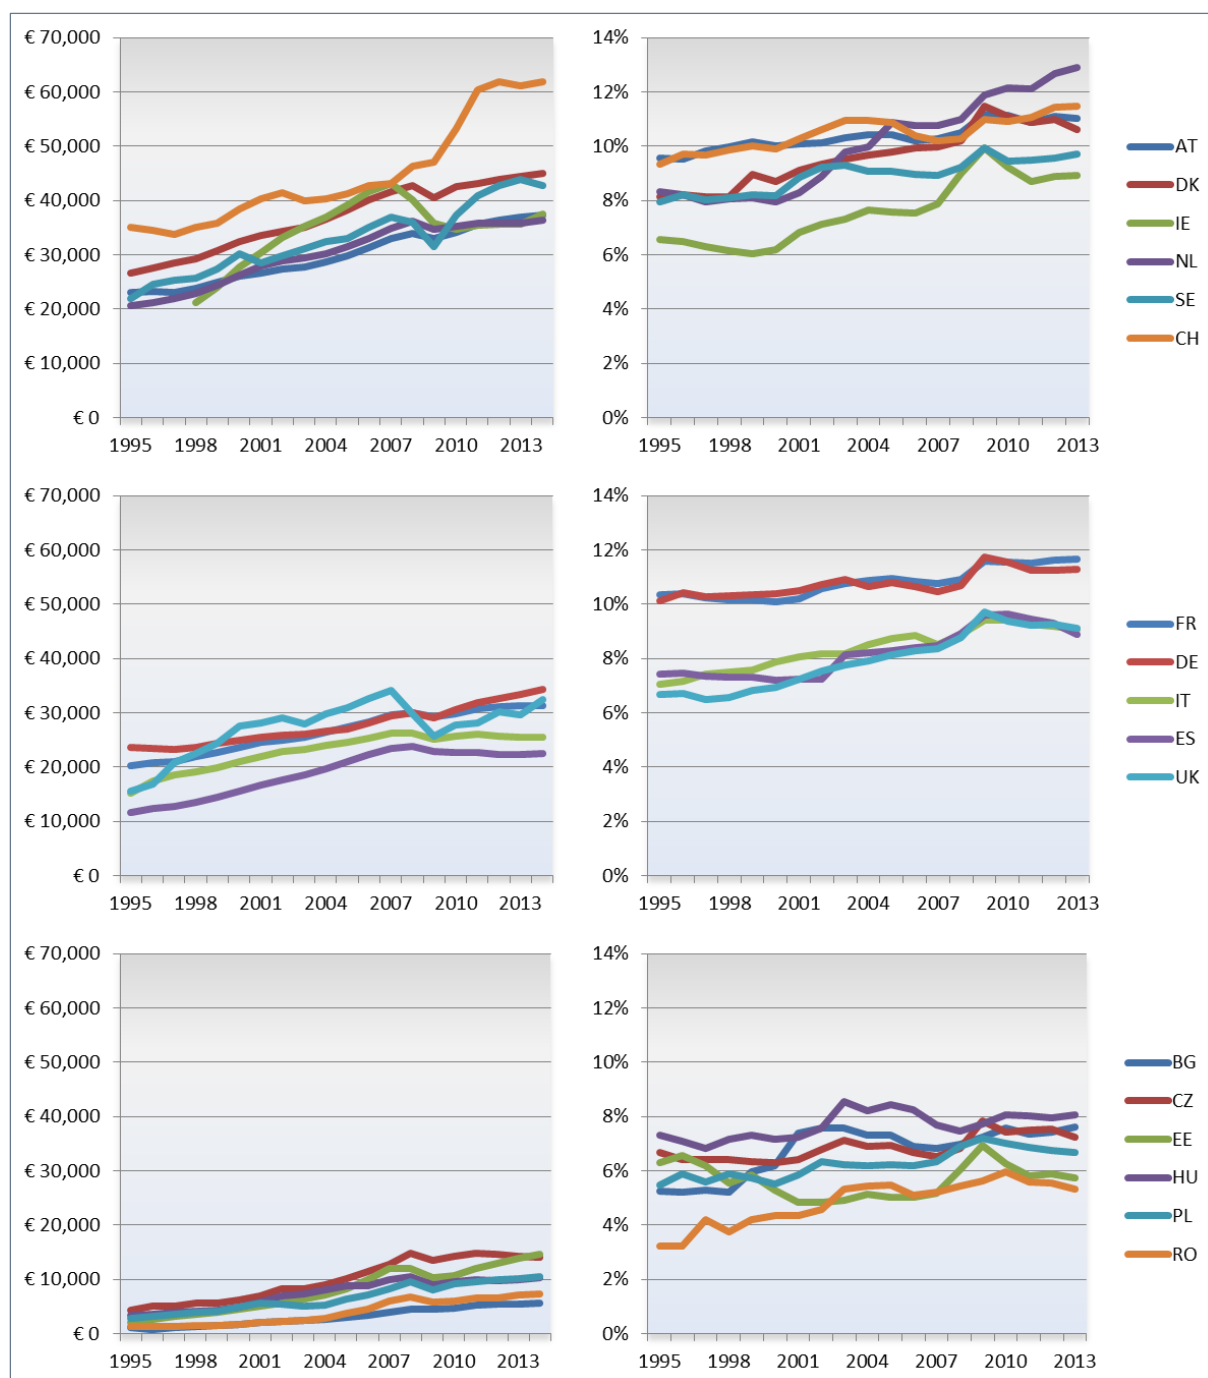 € 70,000
€ 60,000
€ 50,000
€ 40,000
€ 30,000
€ 20,000
€ 10,000
€ 0
1995 1998 2001 2004 2007 2010 2013
14%
12%
10%
8%
6%
4%
2%
0%
1995 1998 2001 2004 2007 2010 2013
AT
DK
IE
NL
SE
CH
€ 70,000
€ 60,000
€ 50,000
€ 40,000
€ 30,000
€ 20,000
€ 10,000
€ 0
1995 1998 2001 2004 2007 2010 2013
14%
12%
10%
8%
6%
4%
2%
0%
1995 1998 2001 2004 2007 2010 2013
FR
DE
IT
ES
UK
€ 70,000
€ 60,000
€ 50,000
€ 40,000
€ 30,000
€ 20,000
€ 10,000
€ 0
1995 1998 2001 2004 2007 2010 2013
14%
12%
10%
8%
6%
4%
2%
0%
1995 1998 2001 2004 2007 2010 2013
BG
CZ
EE
HU
PL
RO